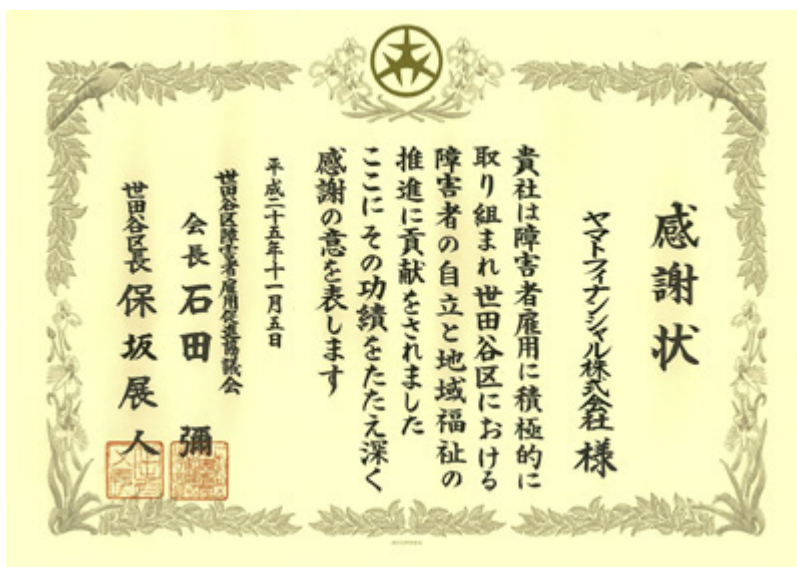 感謝状
ヤマトフィナンシャル株式会社 様
貴社は障害者雇用に積極的に
取り組まれ世田谷区における
障害者の自立と地域福祉の
推進に貢献をされました
ここにその功績をたたえ深く
感謝の意を表します
平成二十五年十一月五日
世田谷区障害者雇用促進協議会
会長 石田 彌
世田谷区長 保坂展人